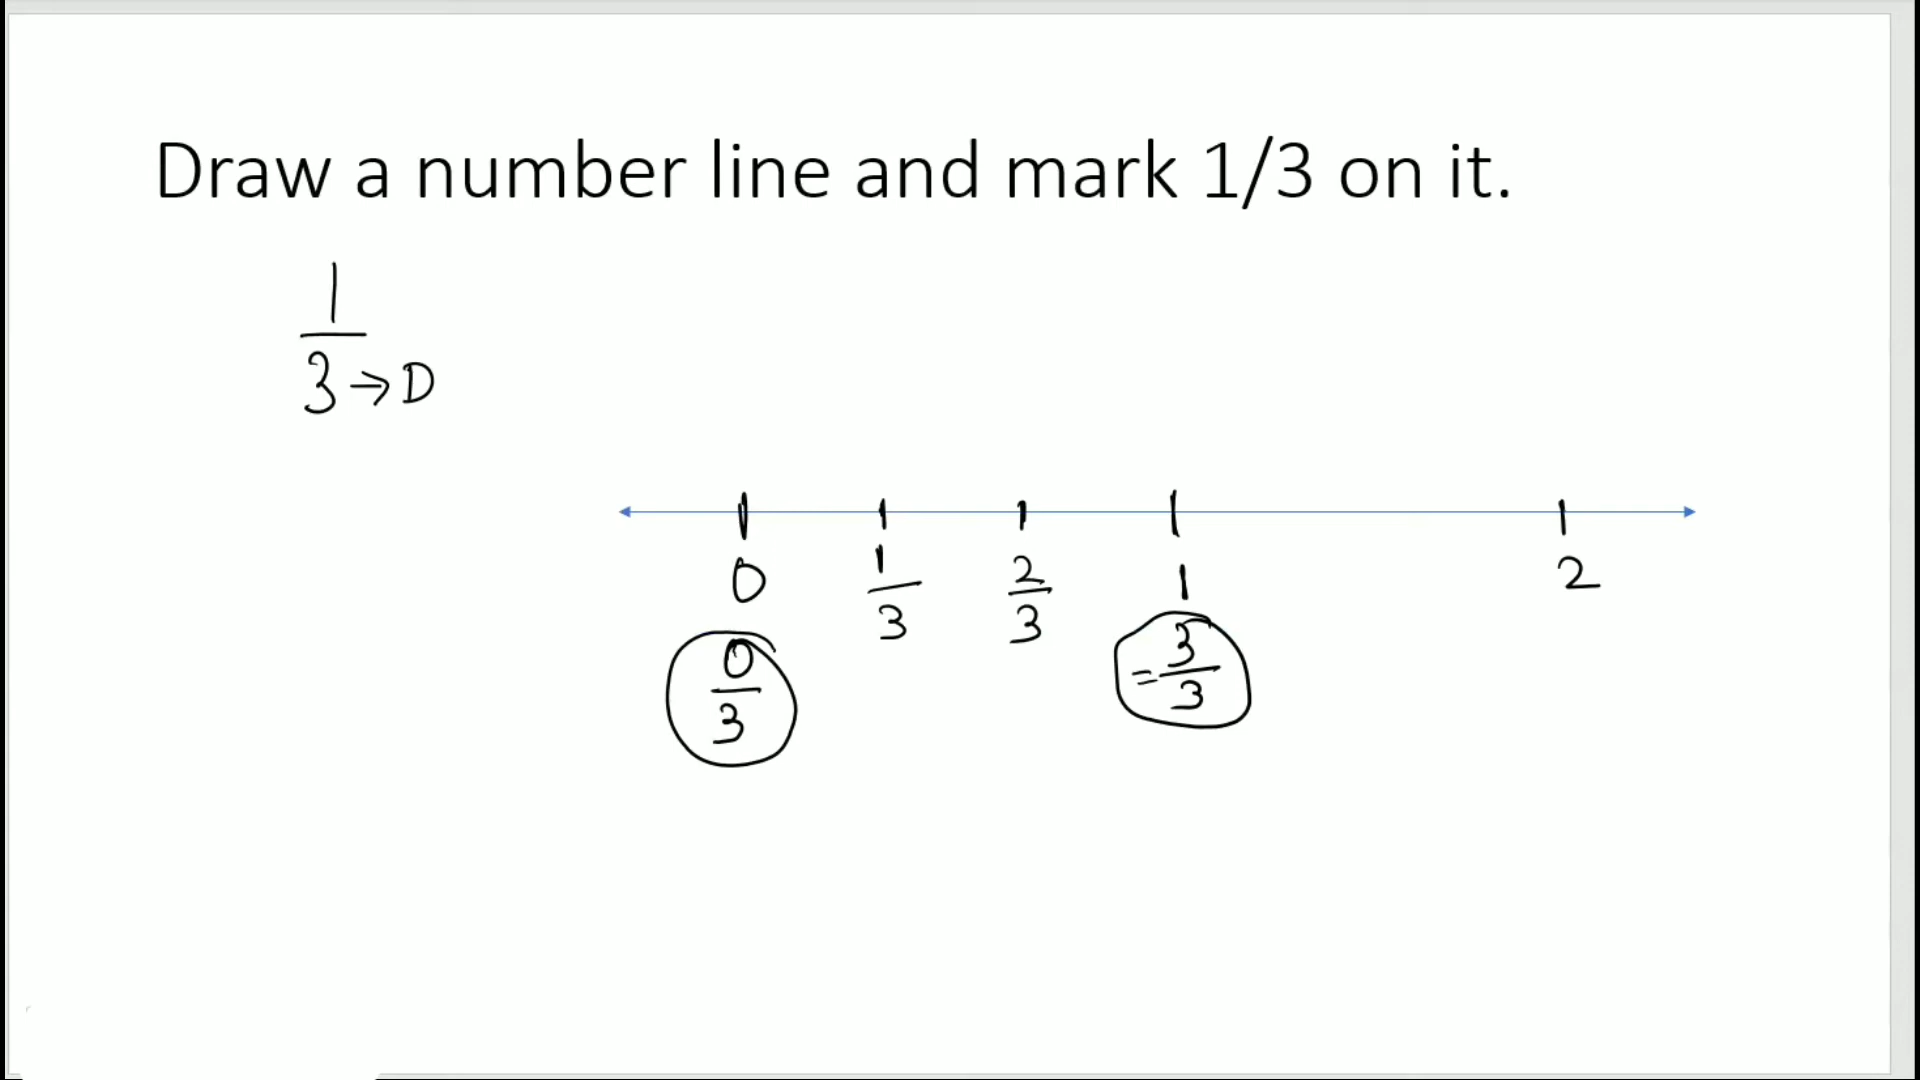 Draw a number line and mark 1/3 on it.
1
3 → D
0 1/3 2/3 1 2
0/3 = 3/3